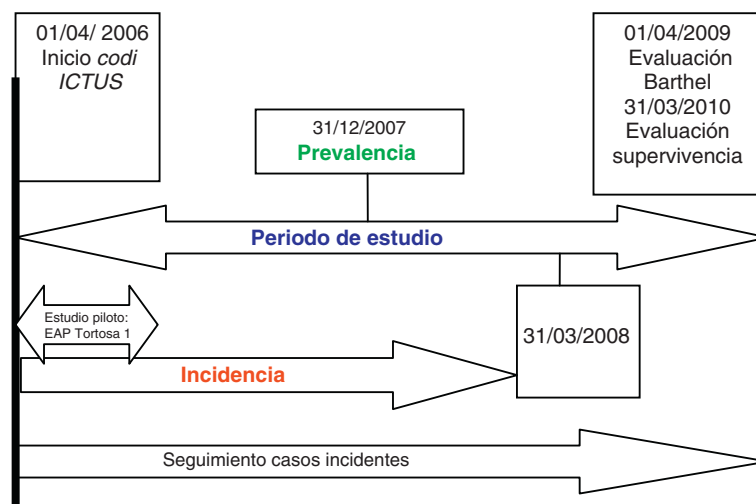 01/04/ 2006
Inicio codi
ICTUS
01/04/2009
Evaluación
Barthel
31/03/2010
Evaluación
supervivencia
31/12/2007
Prevalencia
Periodo de estudio
Estudio piloto:
EAP Tortosa 1
31/03/2008
Incidencia
Seguimiento casos incidentes